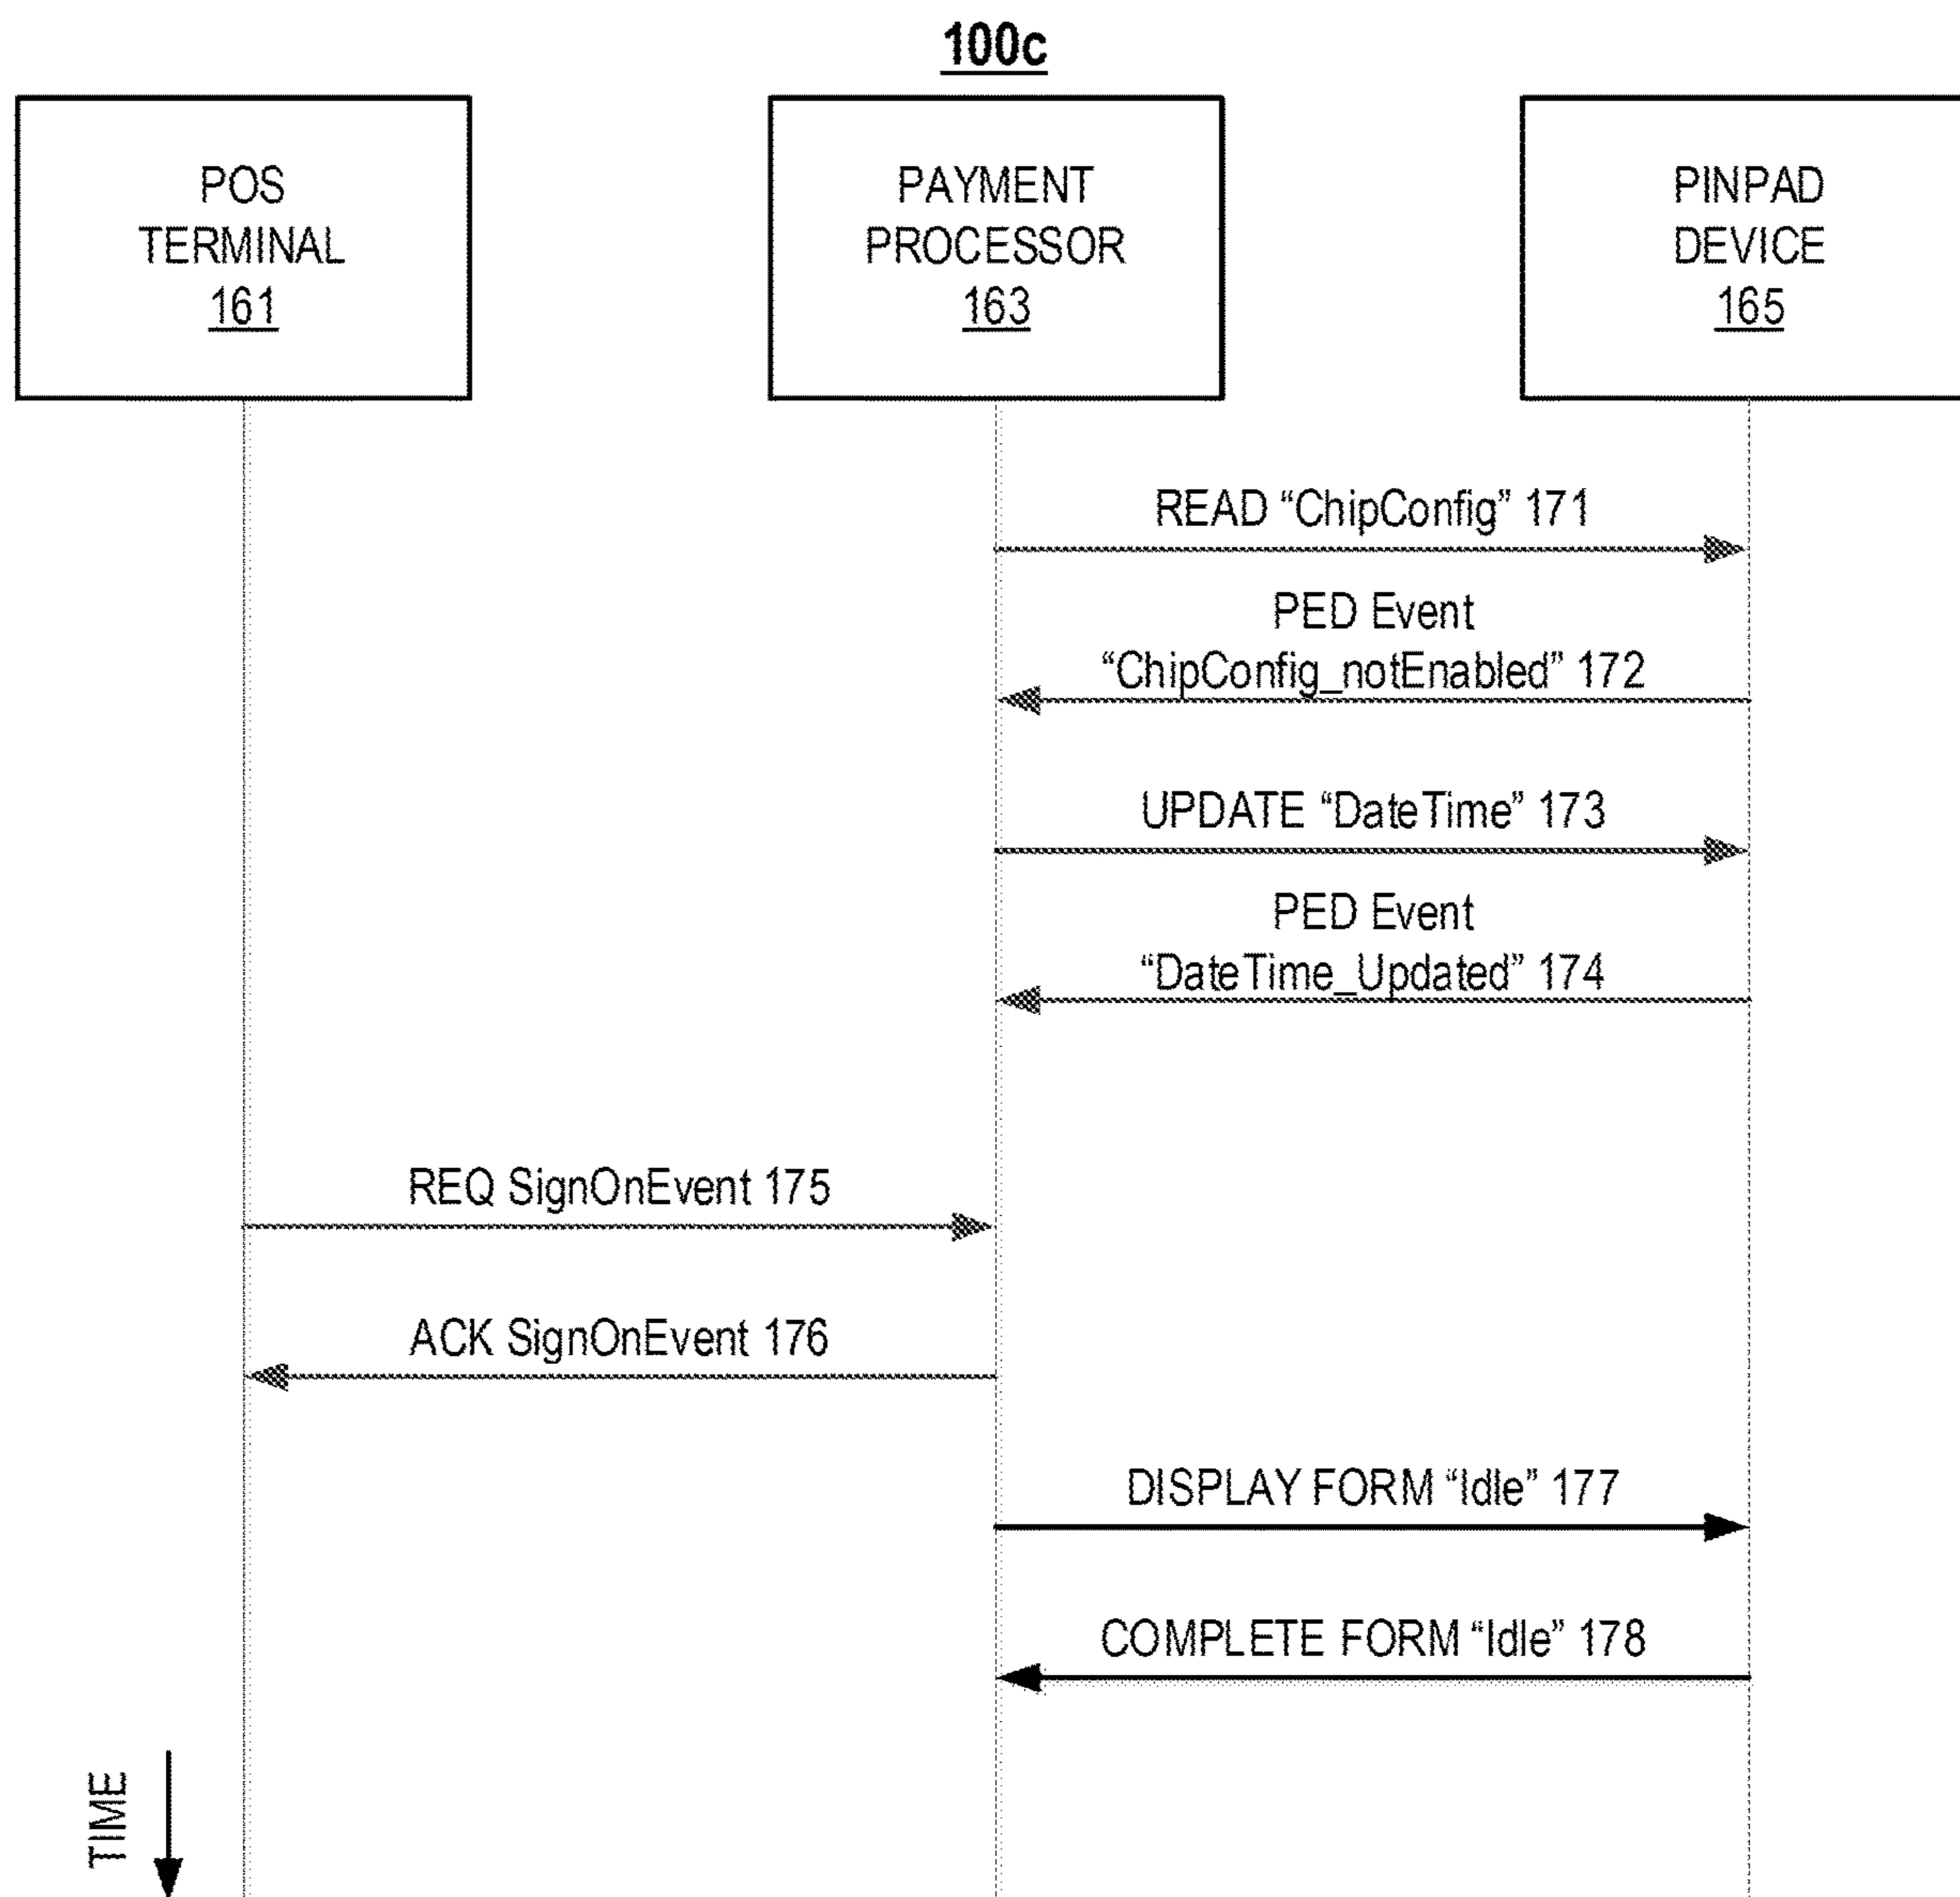 100c
POS
TERMINAL
161
PAYMENT
PROCESSOR
163
PINPAD
DEVICE
165
READ “ChipConfig” 171
PED Event
“ChipConfig_notEnabled” 172
UPDATE “DateTime” 173
PED Event
“DateTime_Updated” 174
REQ SignOnEvent 175
ACK SignOnEvent 176
DISPLAY FORM “Idle” 177
COMPLETE FORM “Idle” 178
TIME